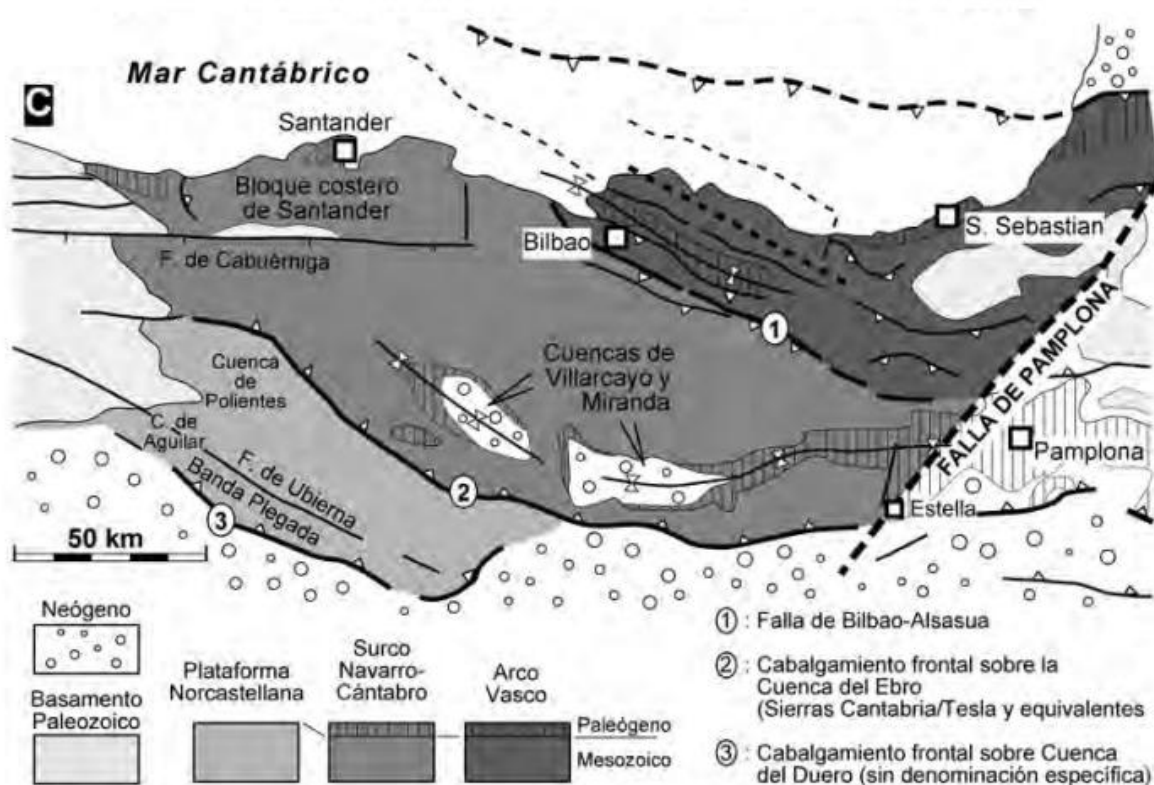 Mar Cantábrico
C
Santander
Bloque costero
de Santander
F. de Cabuérniga
Bilbao
S. Sebastian
1
FALLA DE PAMPLONA
Cuencas de
Villarcayo y
Miranda
Cuenca
de
Polientes
C. de
Aguilar
F. de Ubierna
Banda Plegada
2
3
Pamplona
Estella
50 km
Neógeno
Basamento
Paleozoico
Plataforma
Norcastellana
Surco
Navarro-
Cántabro
Arco
Vasco
Paleógeno
Mesozoico
1 : Falla de Bilbao-Alsasua
2 : Cabalgamiento frontal sobre la
Cuenca del Ebro
(Sierras Cantabria/Tesla y equivalentes
3 : Cabalgamiento frontal sobre Cuenca
del Duero (sin denominación específica)